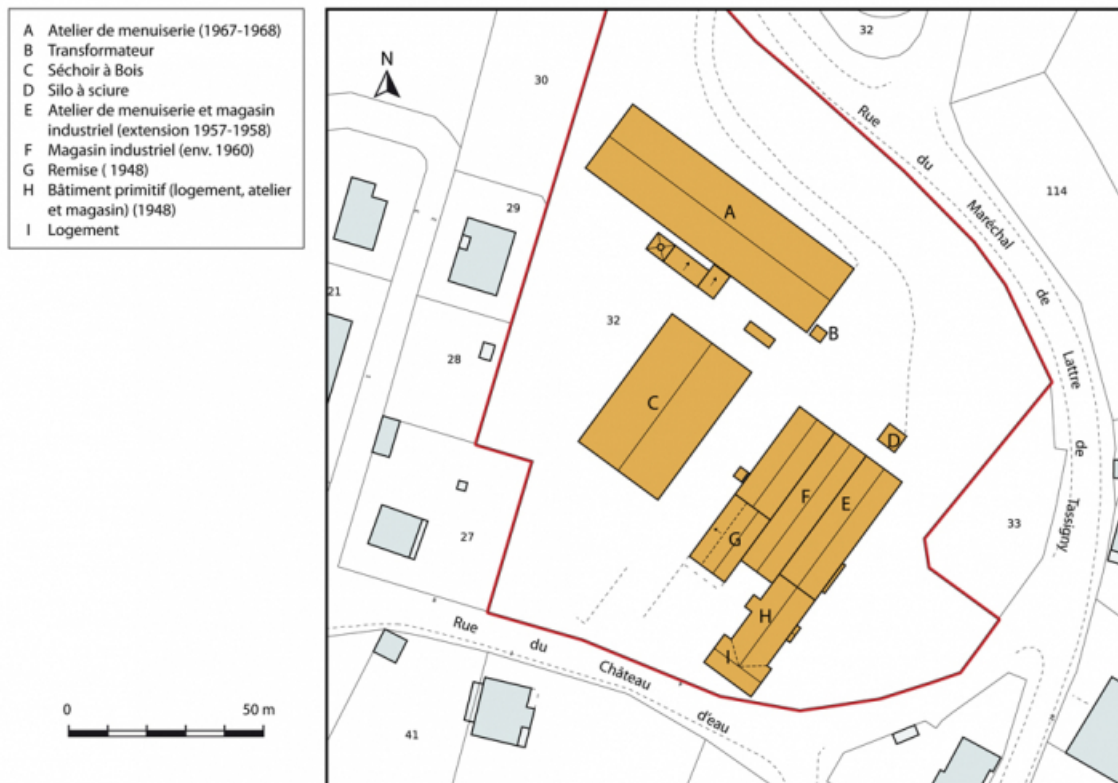 A Atelier de menuiserie (1967-1968)
B Transformateur
C Séchoir à Bois
D Silo à sciure
E Atelier de menuiserie et magasin
industriel (extension 1957-1958)
F Magasin industriel (env. 1960)
G Remise ( 1948)
H Bâtiment primitif (logement, atelier
et magasin) (1948)
I Logement
N
30
32
Rue
du
Maréchal
de
Lattre
de
Tassigny
114
29
A
21
32
B
28
C
D
F
E
33
27
G
H
I
Rue
du
Château
d'eau
41
0 50 m